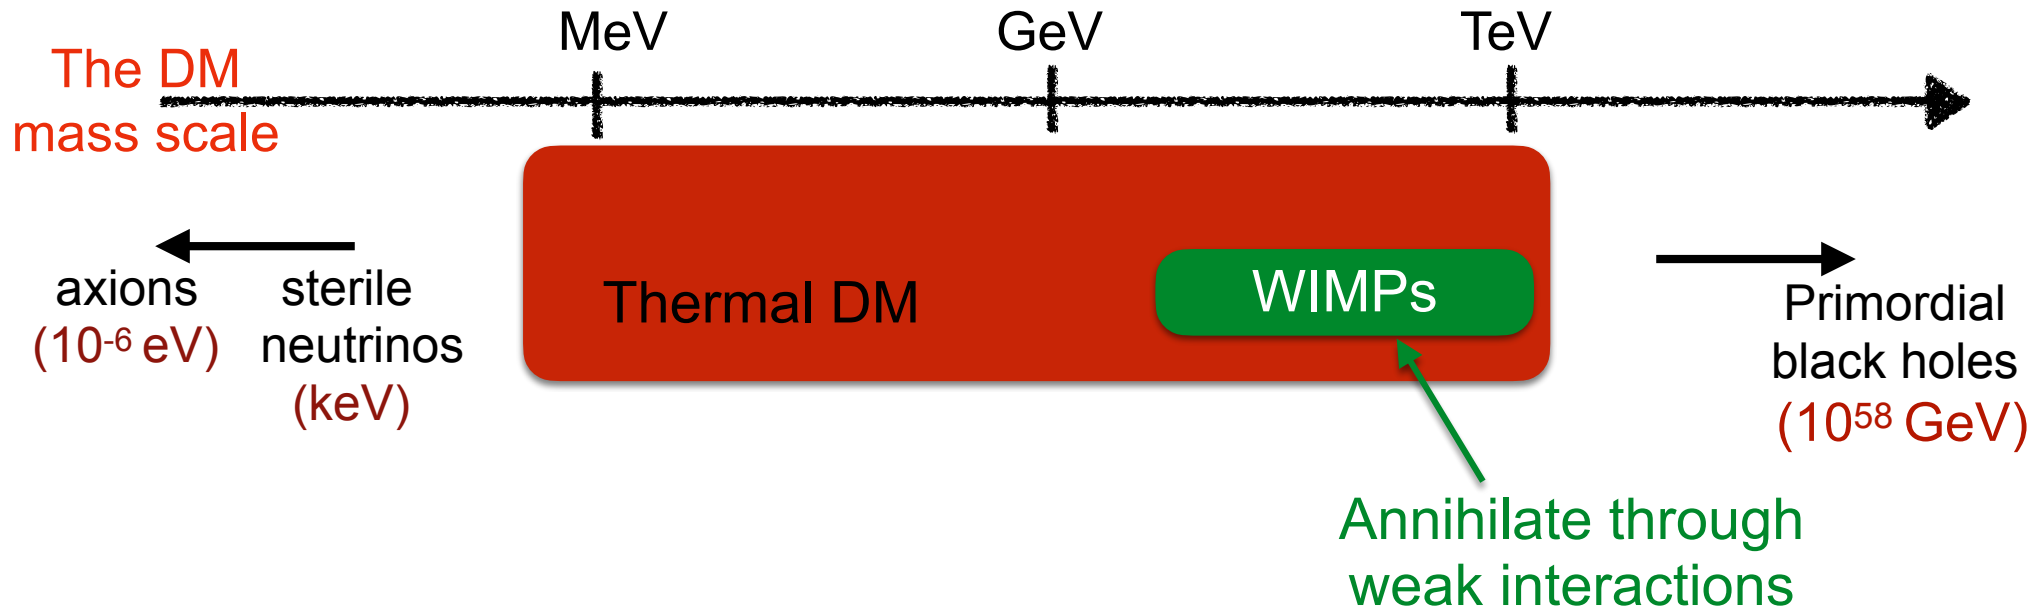 MeV
GeV
TeV
The DM
mass scale
axions
(10⁻⁶ eV)
sterile
neutrinos
(keV)
Thermal DM
WIMPs
Primordial
black holes
(10⁵⁸ GeV)
Annihilate through
weak interactions